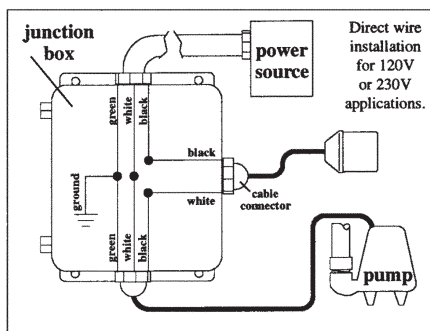 junction
box
power
source
Direct wire
installation
for 120V
or 230V
applications.
green
white
black
black
ground
white
cable
connector
green
white
black
pump